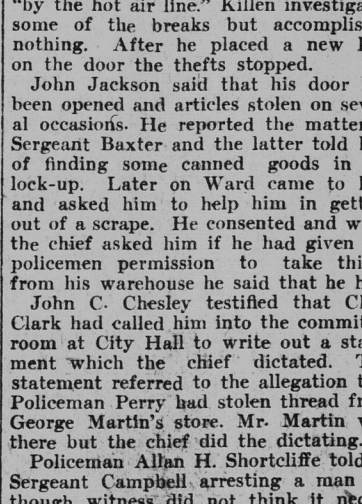 "by the hot air line." Killen investiga
some of the breaks but accomplis
nothing. After he placed a new l
on the door the thefts stopped.
John Jackson said that his door
been opened and articles stolen on se
al occasions. He reported the matte
Sergeant Baxter and the latter told
of finding some canned goods in
lock-up. Later on Ward came to
and asked him to help him in gett
out of a scrape. He consented and w
the chief asked him if he had given
policemen permission to take thi
from his warehouse he said that he h
John C. Chesley testified that C
Clark had called him into the commit
room at City Hall to write out a sta
ment which the chief dictated.
statement referred to the allegation t
Policeman Perry had stolen thread fr
George Martin's store. Mr. Martin
there but the chief did the dictating.
Policeman Allan H. Shortcliffe told
Sergeant Campbell arresting a man
though witness did not think it